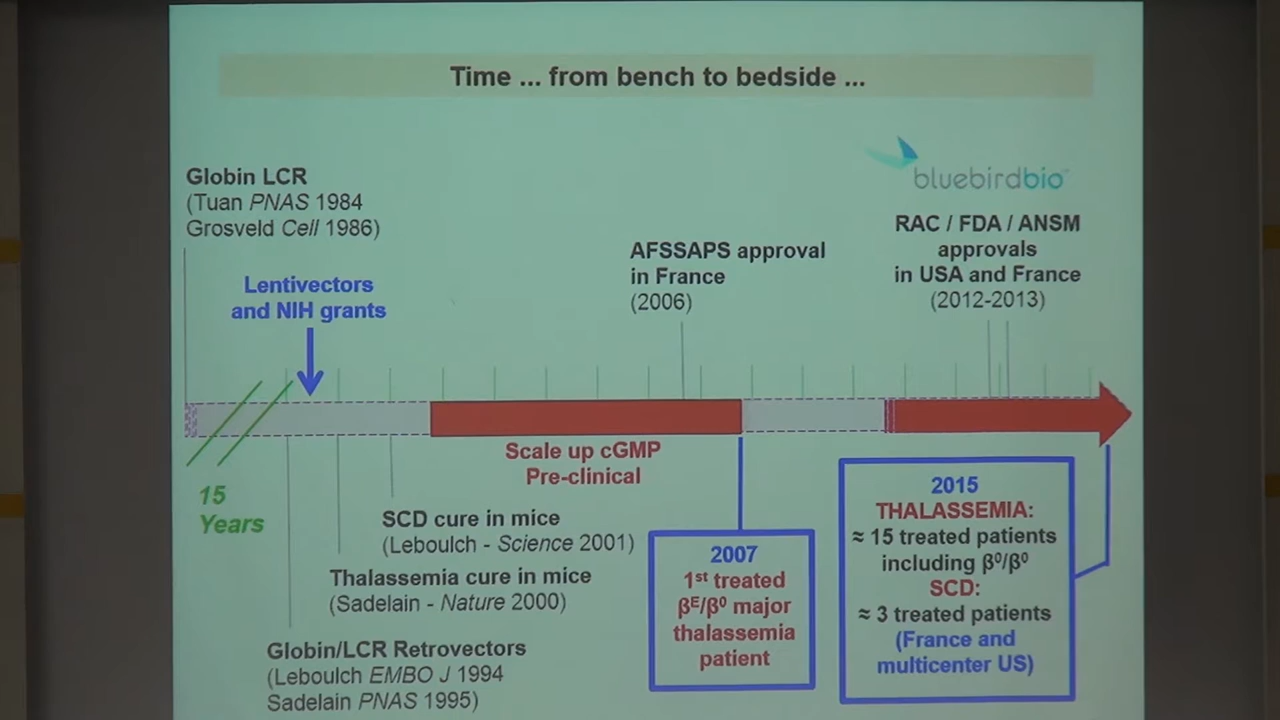 Time ... from bench to bedside ...
bluebirdbio™
Globin LCR
(Tuan PNAS 1984
Grosveld Cell 1986)
Lentivectors
and NIH grants
AFSSAPS approval
in France
(2006)
RAC / FDA / ANSM
approvals
in USA and France
(2012-2013)
15
Years
Scale up cGMP
Pre-clinical
SCD cure in mice
(Leboulch - Science 2001)
Thalassemia cure in mice
(Sadelain - Nature 2000)
Globin/LCR Retrovectors
(Leboulch EMBO J 1994
Sadelain PNAS 1995)
2007
1st treated
βE/β0 major
thalassemia
patient
2015
THALASSEMIA:
≈ 15 treated patients
including β0/β0
SCD:
≈ 3 treated patients
(France and
multicenter US)